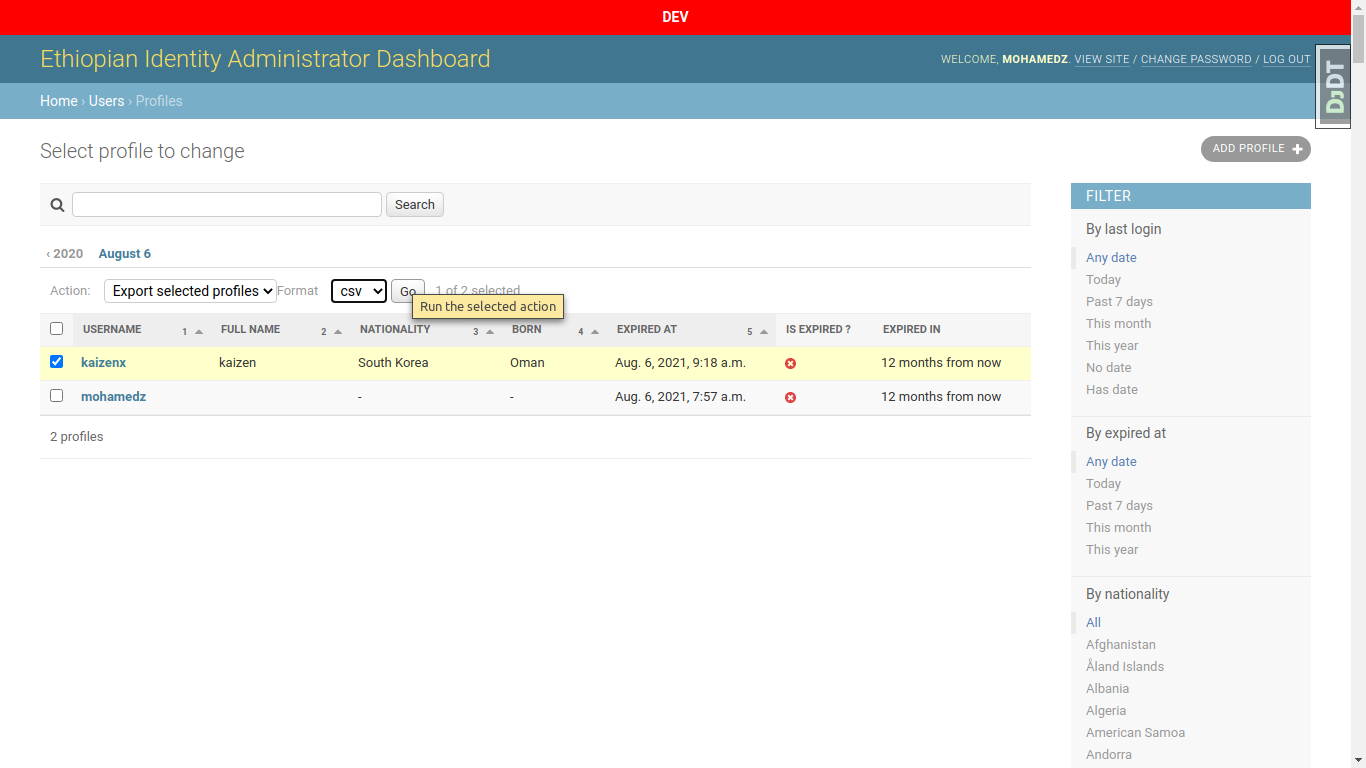 DEV
Ethiopian Identity Administrator Dashboard
WELCOME, MOHAMEDZ. VIEW SITE / CHANGE PASSWORD / LOG OUT
DJDT
Home › Users › Profiles
Select profile to change
ADD PROFILE +
Search
‹ 2020 August 6
Action: Export selected profiles Format csv Go 1 of 2 selected
Run the selected action
USERNAME 1 FULL NAME 2 NATIONALITY 3 BORN 4 EXPIRED AT 5 IS EXPIRED ? EXPIRED IN
kaizenx kaizen South Korea Oman Aug. 6, 2021, 9:18 a.m. 12 months from now
mohamedz - - Aug. 6, 2021, 7:57 a.m. 12 months from now
2 profiles
FILTER
By last login
Any date
Today
Past 7 days
This month
This year
No date
Has date
By expired at
Any date
Today
Past 7 days
This month
This year
By nationality
All
Afghanistan
Åland Islands
Albania
Algeria
American Samoa
Andorra